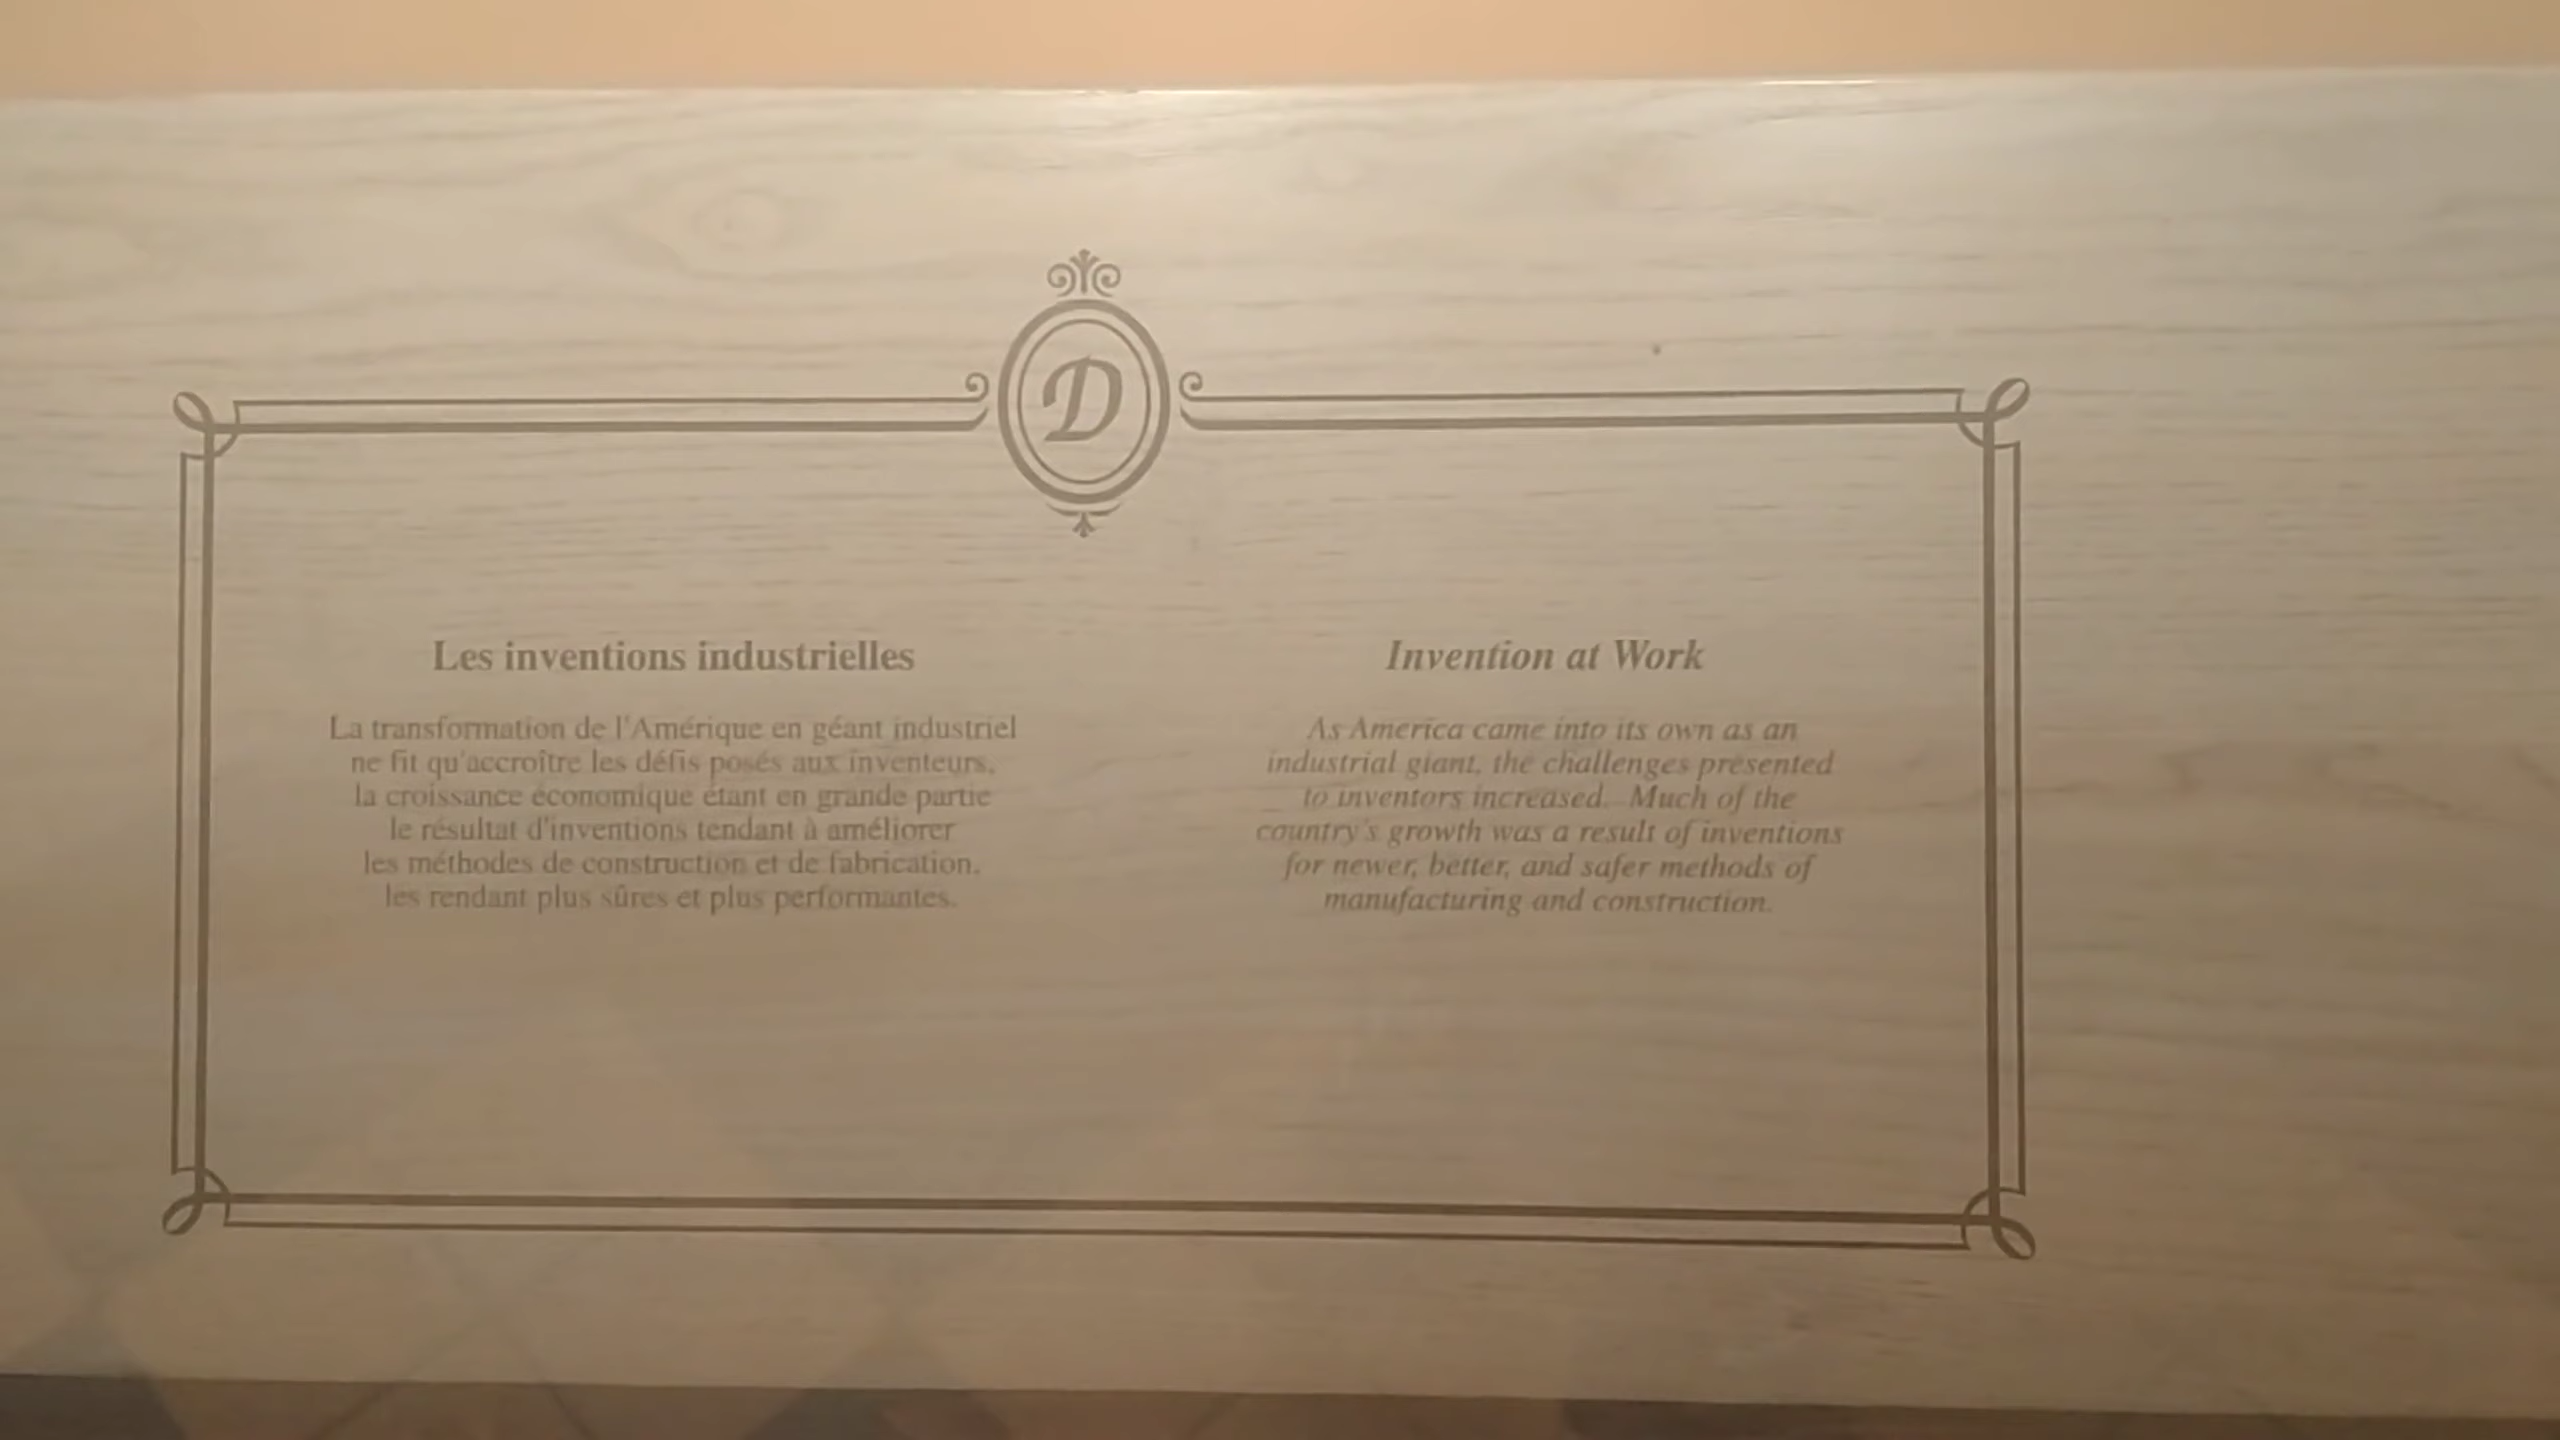 D
Les inventions industrielles
La transformation de l'Amérique en géant industriel
ne fit qu'accroître les défis posés aux inventeurs,
la croissance économique étant en grande partie
le résultat d'inventions tendant à améliorer
les méthodes de construction et de fabrication,
les rendant plus sûres et plus performantes.
Invention at Work
As America came into its own as an
industrial giant, the challenges presented
to inventors increased. Much of the
country's growth was a result of inventions
for newer, better, and safer methods of
manufacturing and construction.